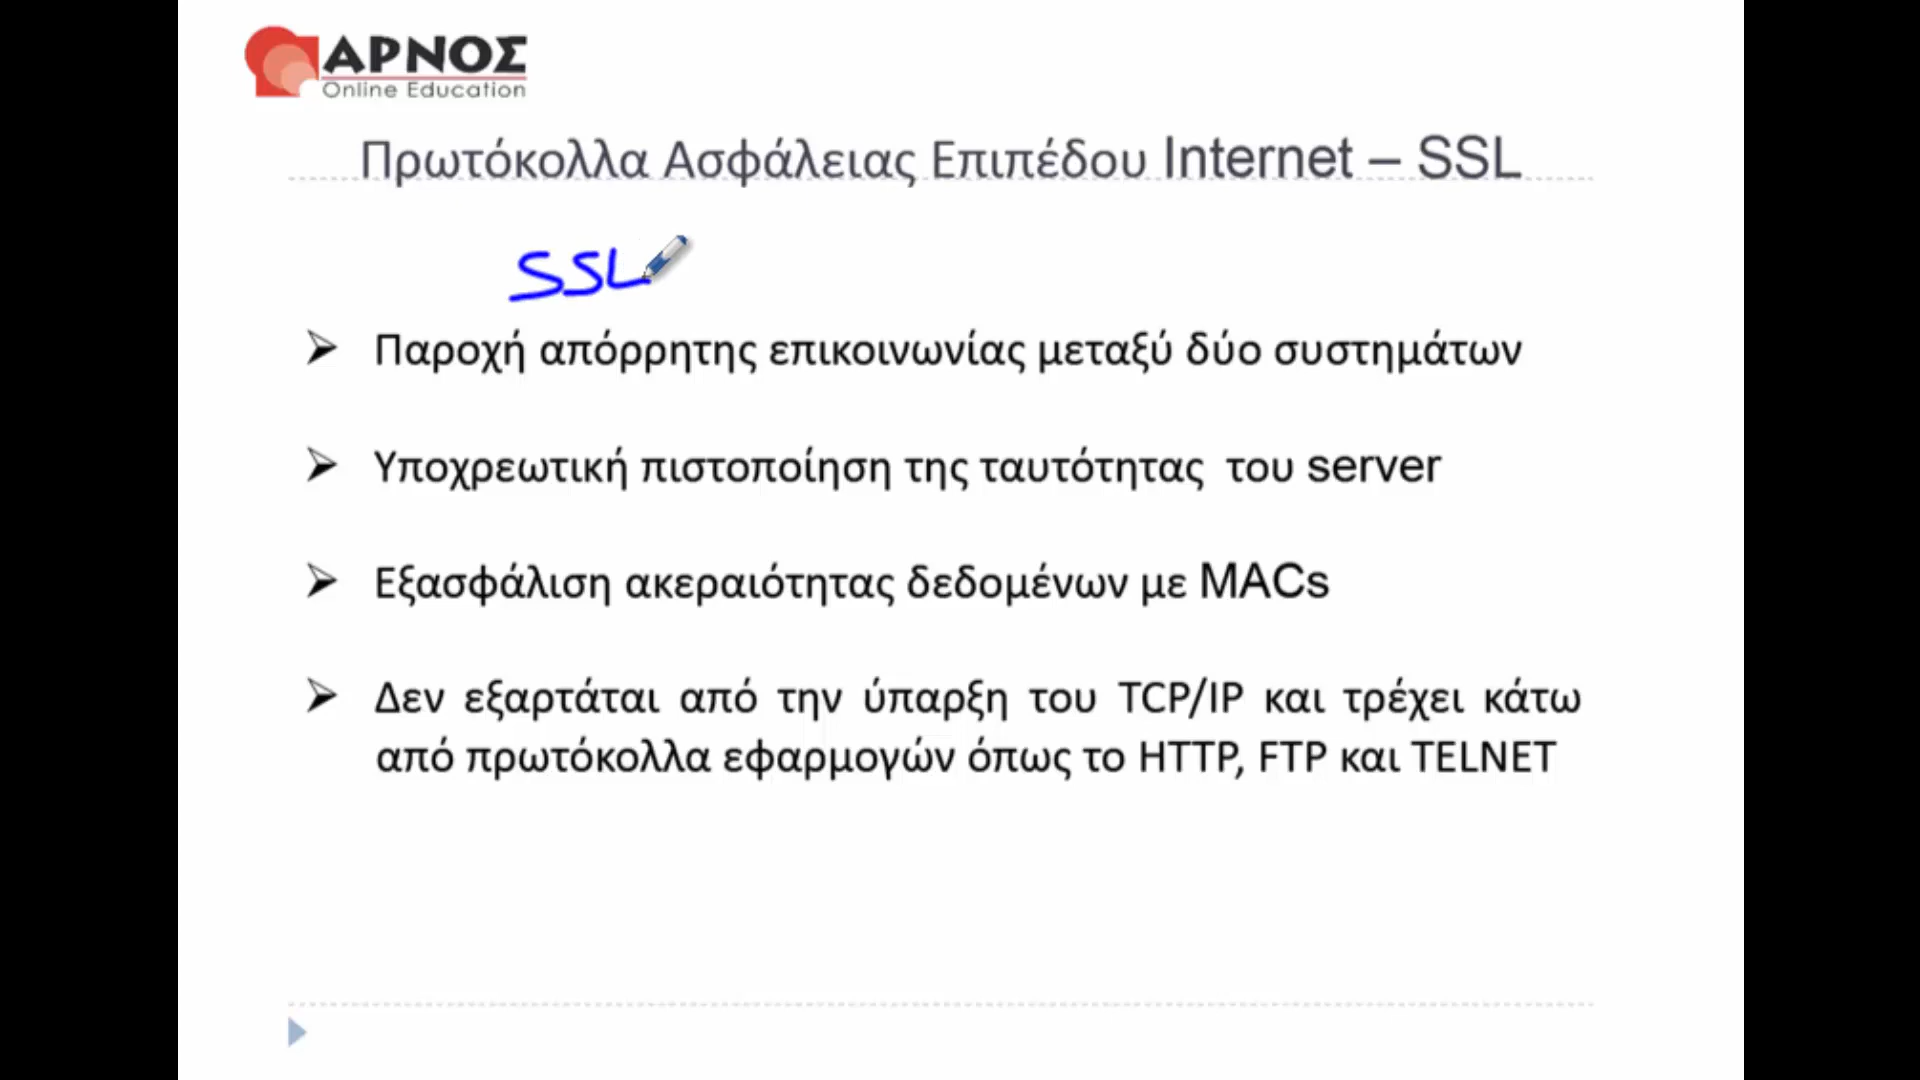 ΑΡΝΟΣ
Online Education
Πρωτόκολλα Ασφάλειας Επιπέδου Internet – SSL
SSL
Παροχή απόρρητης επικοινωνίας μεταξύ δύο συστημάτων
Υποχρεωτική πιστοποίηση της ταυτότητας του server
Εξασφάλιση ακεραιότητας δεδομένων με MACs
Δεν εξαρτάται από την ύπαρξη του TCP/IP και τρέχει κάτω
από πρωτόκολλα εφαρμογών όπως το HTTP, FTP και TELNET